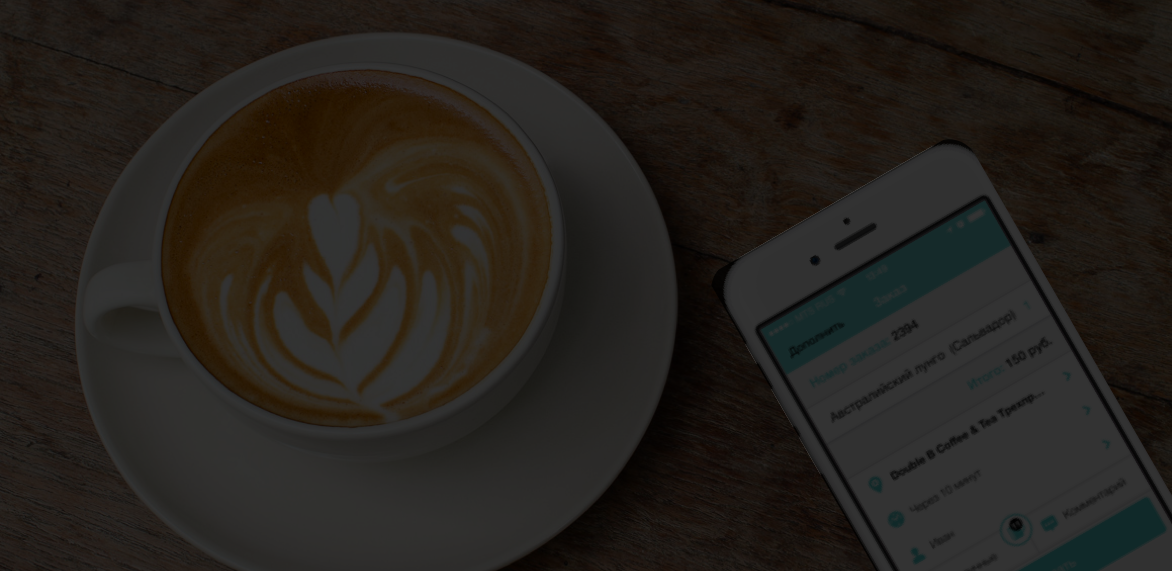 Заказ
Дополнить
Номер заказа: 2394
Австралийский лунго (Сальвадор) 1
Итого: 150 руб.
Double B Coffee & Tea Трехпр...
Через 10 минут
Иван
Комментарий